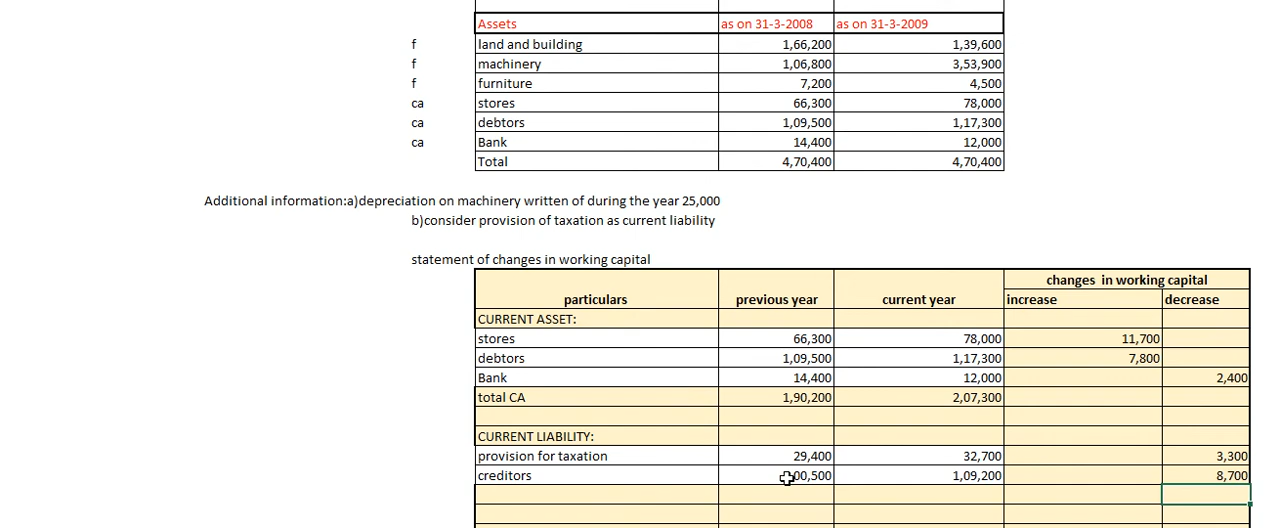 Assets as on 31-3-2008 as on 31-3-2009
f land and building 1,66,200 1,39,600
f machinery 1,06,800 3,53,900
f furniture 7,200 4,500
ca stores 66,300 78,000
ca debtors 1,09,500 1,17,300
ca Bank 14,400 12,000
Total 4,70,400 4,70,400
Additional information:a)depreciation on machinery written of during the year 25,000
b)consider provision of taxation as current liability
statement of changes in working capital
changes in working capital
particulars previous year current year increase decrease
CURRENT ASSET:
stores 66,300 78,000 11,700
debtors 1,09,500 1,17,300 7,800
Bank 14,400 12,000 2,400
total CA 1,90,200 2,07,300
CURRENT LIABILITY:
provision for taxation 29,400 32,700 3,300
creditors 1,09,200 8,700